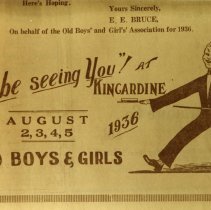 Here's Hoping.
Yours Sincerely,
E. E. BRUCE,
On behalf of the Old Boys' and Girls' Association for 1936.
be seeing You" AT
KINCARDINE
AUGUST
2, 3, 4, 5
1936
BOYS & GIRLS